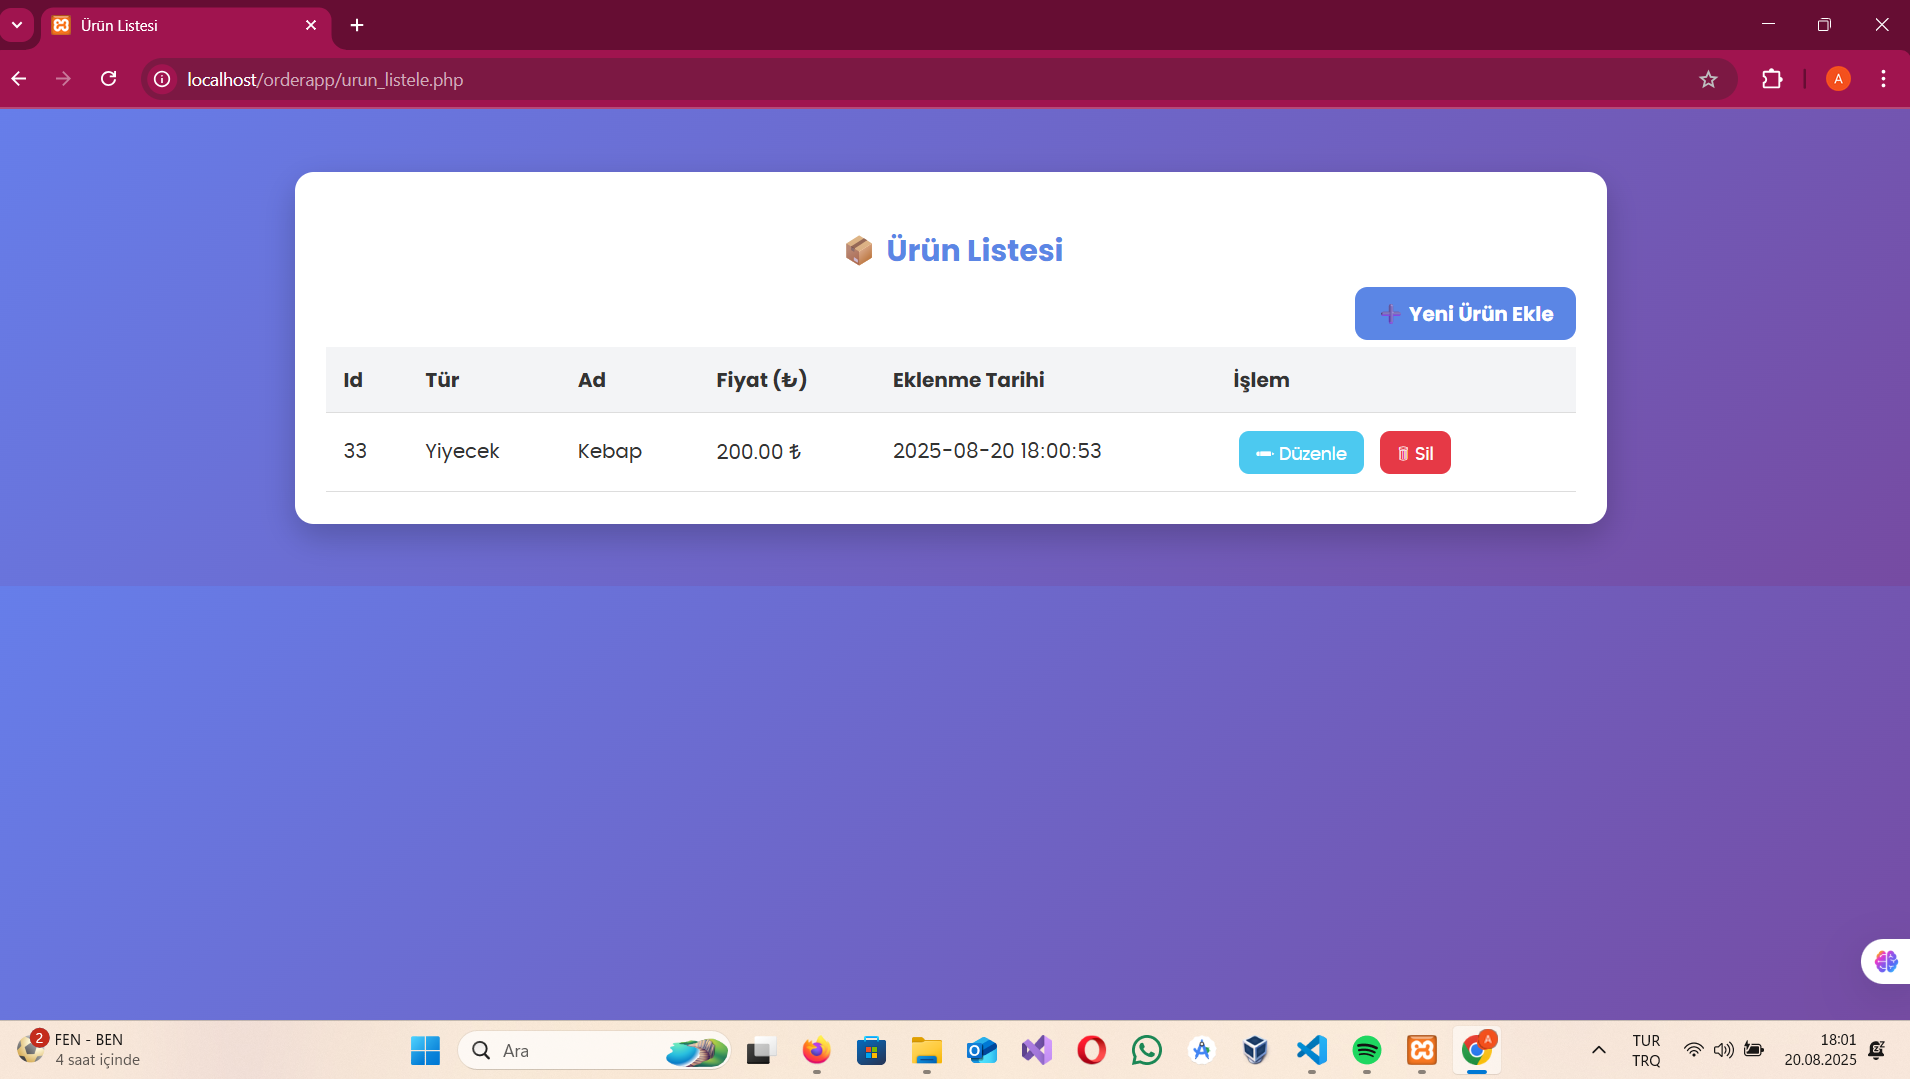 Ürün Listesi
localhost/orderapp/urun_listele.php
A
Ürün Listesi
Yeni Ürün Ekle
Id Tür Ad Fiyat (₺) Eklenme Tarihi İşlem
33 Yiyecek Kebap 200.00 ₺ 2025-08-20 18:00:53 Düzenle Sil
2 FEN - BEN
4 saat içinde
Ara
A
TUR
TRQ
18:01
20.08.2025